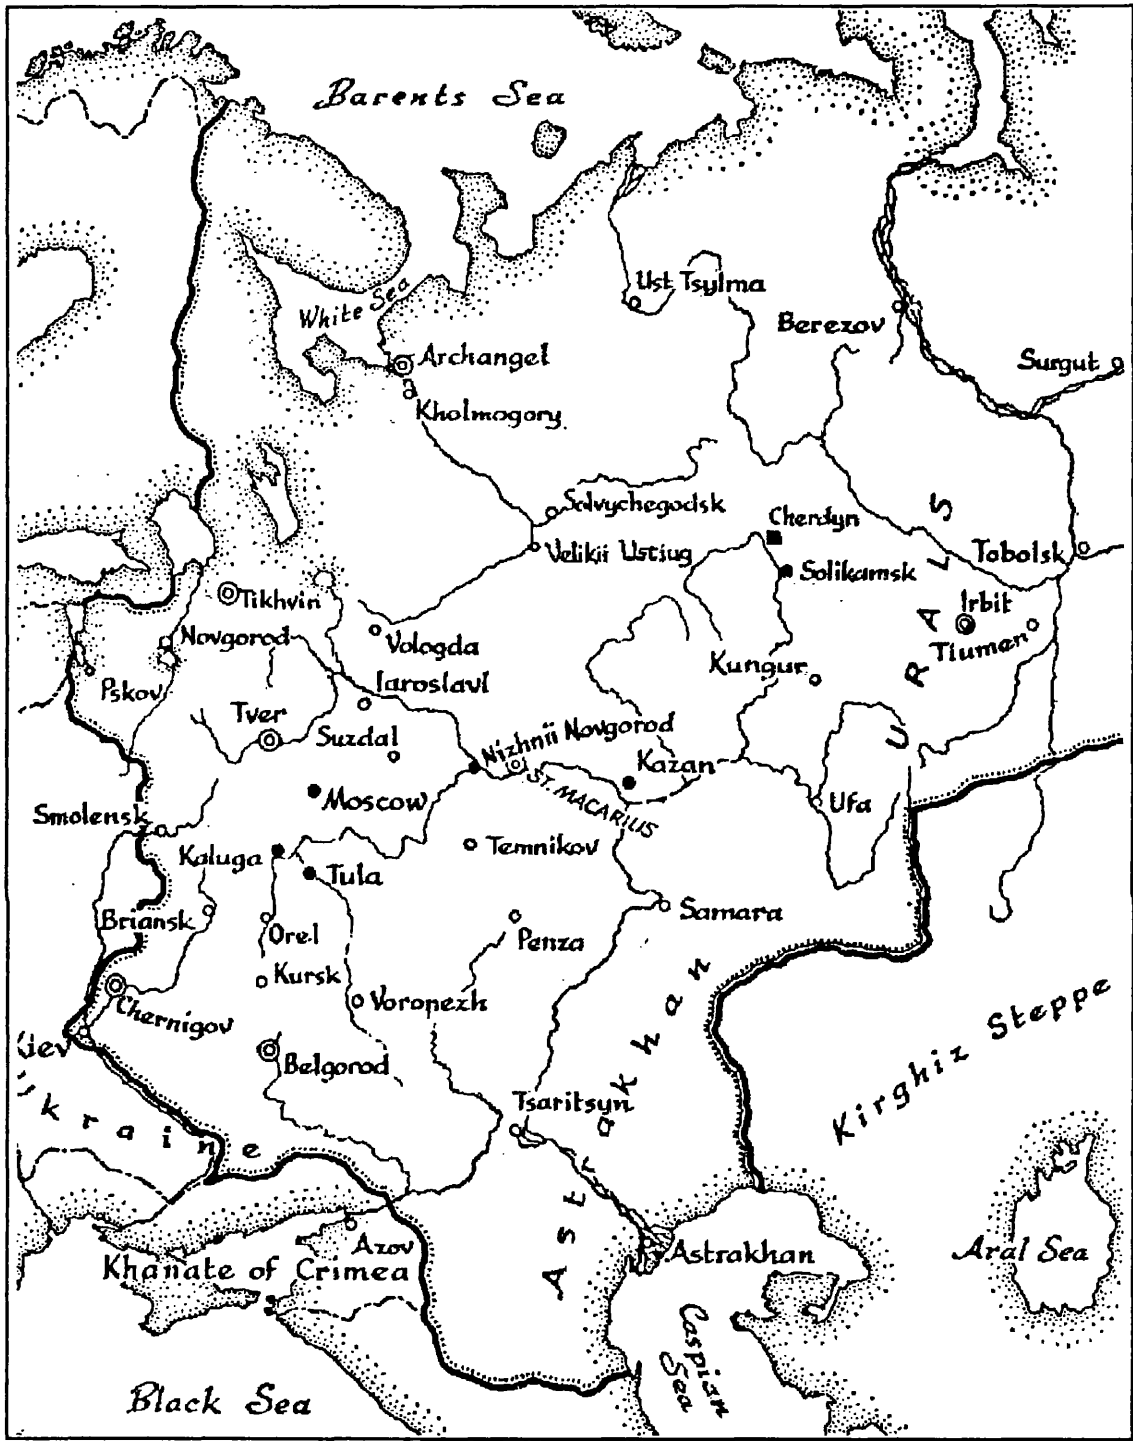 Barents Sea
Ust Tsylma
White Sea
Berezov
Archangel
Surgut
Kholmogory
Solvychegodsk
Cherdyn
Velikii Ustiug
Tobolsk
Solikamsk
Tikhvin
Irbit
Novgorod
Vologda
Tiumen
Pskov
Iaroslavl
Kungur
URALS
Tver
Suzdal
Nizhnii Novgorod
Kazan
ST. MACARIUS
Moscow
Smolensk
Ufa
Kaluga
Temnikov
Tula
Briansk
Samara
Orel
Penza
Kursk
Voronezh
Chernigov
Kirghiz Steppe
Kiev
Belgorod
Ukraine
Tsaritsyn
Astrakhan
Azov
Astrakhan
Aral Sea
Khanate of Crimea
Caspian
Sea
Black Sea